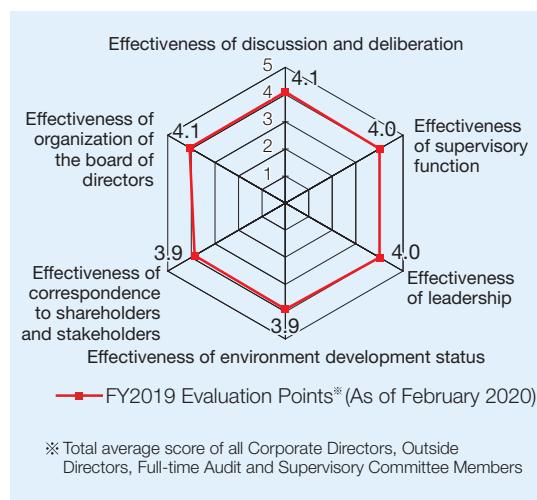 Effectiveness of discussion and deliberation
5
4.1
4
3
2
1
4.1
4.0
Effectiveness of
organization of
the board of
directors
Effectiveness
of supervisory
function
3.9
4.0
Effectiveness of
correspondence
to shareholders
and stakeholders
Effectiveness
of leadership
3.9
Effectiveness of environment development status
FY2019 Evaluation Points※ (As of February 2020)
※ Total average score of all Corporate Directors, Outside
Directors, Full-time Audit and Supervisory Committee Members